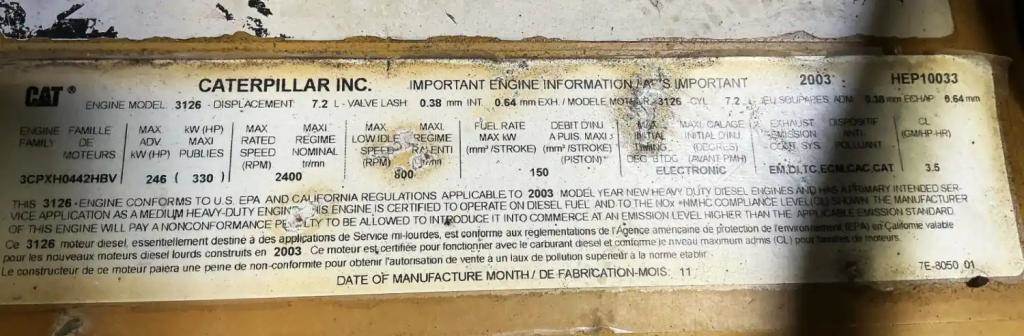 CAT ® CATERPILLAR INC. IMPORTANT ENGINE INFORMATION IMPORTANT 2003 HEP10033
ENGINE MODEL 3126 - DISPLACEMENT 7.2 L - VALVE LASH 0.38 mm INT. 0.64 mm EXH. / MODELE 3126 CYL 7.2 ADM 0.38 mm ECHAP 0.64 mm
ENGINE FAMILLE MAX. kW (HP) MAX. MAXI. MAX. MAXI. FUEL RATE DEBIT D'INJ. MAXI CALAGE EXHAUST DISPOSITIF CL
FAMILY DE ADV. MAXI RATED REGIME LOW IDLE REGIME MAX kW A PUIS. MAXI INITIAL INITIAL D'INJ. EMISSION ANTI (GM/HP-HR)
MOTEURS kW (HP) PUBLIES SPEED NOMINAL SPEED (mm³/STROKE) (mm³/STROKE) TIMING (DEGRES) CONT. SYS. POLLUANT
(RPM) tr/mn (RPM) tr/mn (PISTON)* DEG BTDC (AVANT PMH)
3CPXH0442HBV 246 ( 330 ) 2400 800 150 ELECTRONIC EM,DI,TC,ECM,CAC,CAT 3.5
THIS 3126 - ENGINE CONFORMS TO U.S. EPA AND CALIFORNIA REGULATIONS APPLICABLE TO 2003 MODEL YEAR NEW HEAVY DUTY DIESEL ENGINES AND HAS A PRIMARY INTENDED SER-
VICE APPLICATION AS A MEDIUM HEAVY-DUTY ENGINE. THIS ENGINE IS CERTIFIED TO OPERATE ON DIESEL FUEL AND TO THE NOx +NMHC COMPLIANCE LEVEL(CL) SHOWN. THE MANUFACTURER
OF THIS ENGINE WILL PAY A NONCONFORMANCE PENALTY TO BE ALLOWED TO INTRODUCE IT INTO COMMERCE AT AN EMISSION LEVEL HIGHER THAN THE APPLICABLE EMISSION STANDARD.
Ce 3126 moteur diesel, essentiellement destine à des applications de Service mi-lourdes, est conforme aux reglementations de l'Agence americaine de protection de l'environnement (EPA) en Californie valable
pour les nouveaux moteurs diesel lourds construits en 2003 Ce moteur est certifiée pour fonctionner avec le carburant diesel et conforme le niveau maximum admis (CL) pour familles de moteurs.
Le constructeur de ce moteur paiera une peine de non-conformite pour obtenir l'autorisation de vente à un laux de pollution supérieur à la norme etablir
DATE OF MANUFACTURE MONTH / DE FABRICATION-MOIS: 11 7E-8050 01